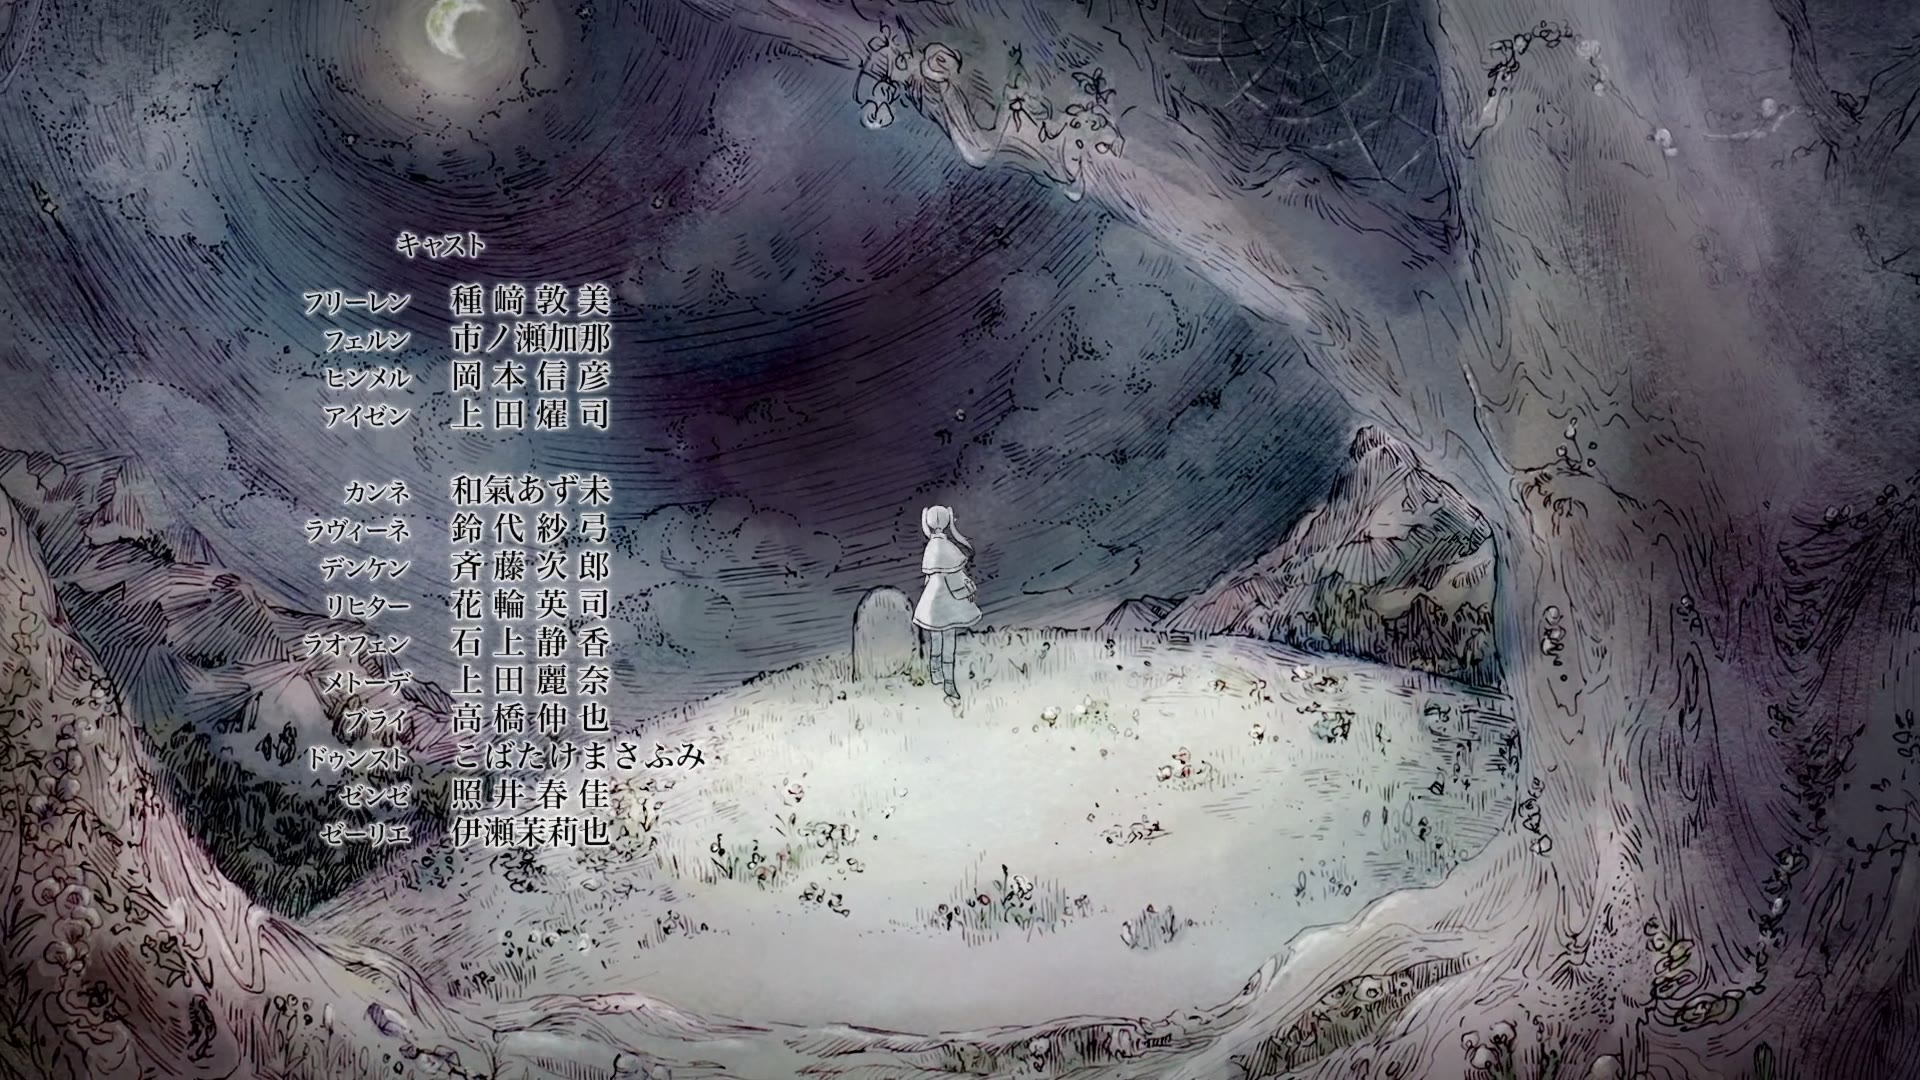 キャスト
フリーレン 種﨑敦美
フェルン 市ノ瀬加那
ヒンメル 岡本信彦
アイゼン 上田燿司
カンネ 和氣あず未
ラヴィーネ 鈴代紗弓
デンケン 斉藤次郎
リヒター 花輪英司
ラオフェン 石上静香
メトーデ 上田麗奈
ブライ 高橋伸也
ドゥンスト こばたけまさふみ
ゼンゼ 照井春佳
ゼーリエ 伊瀬茉莉也